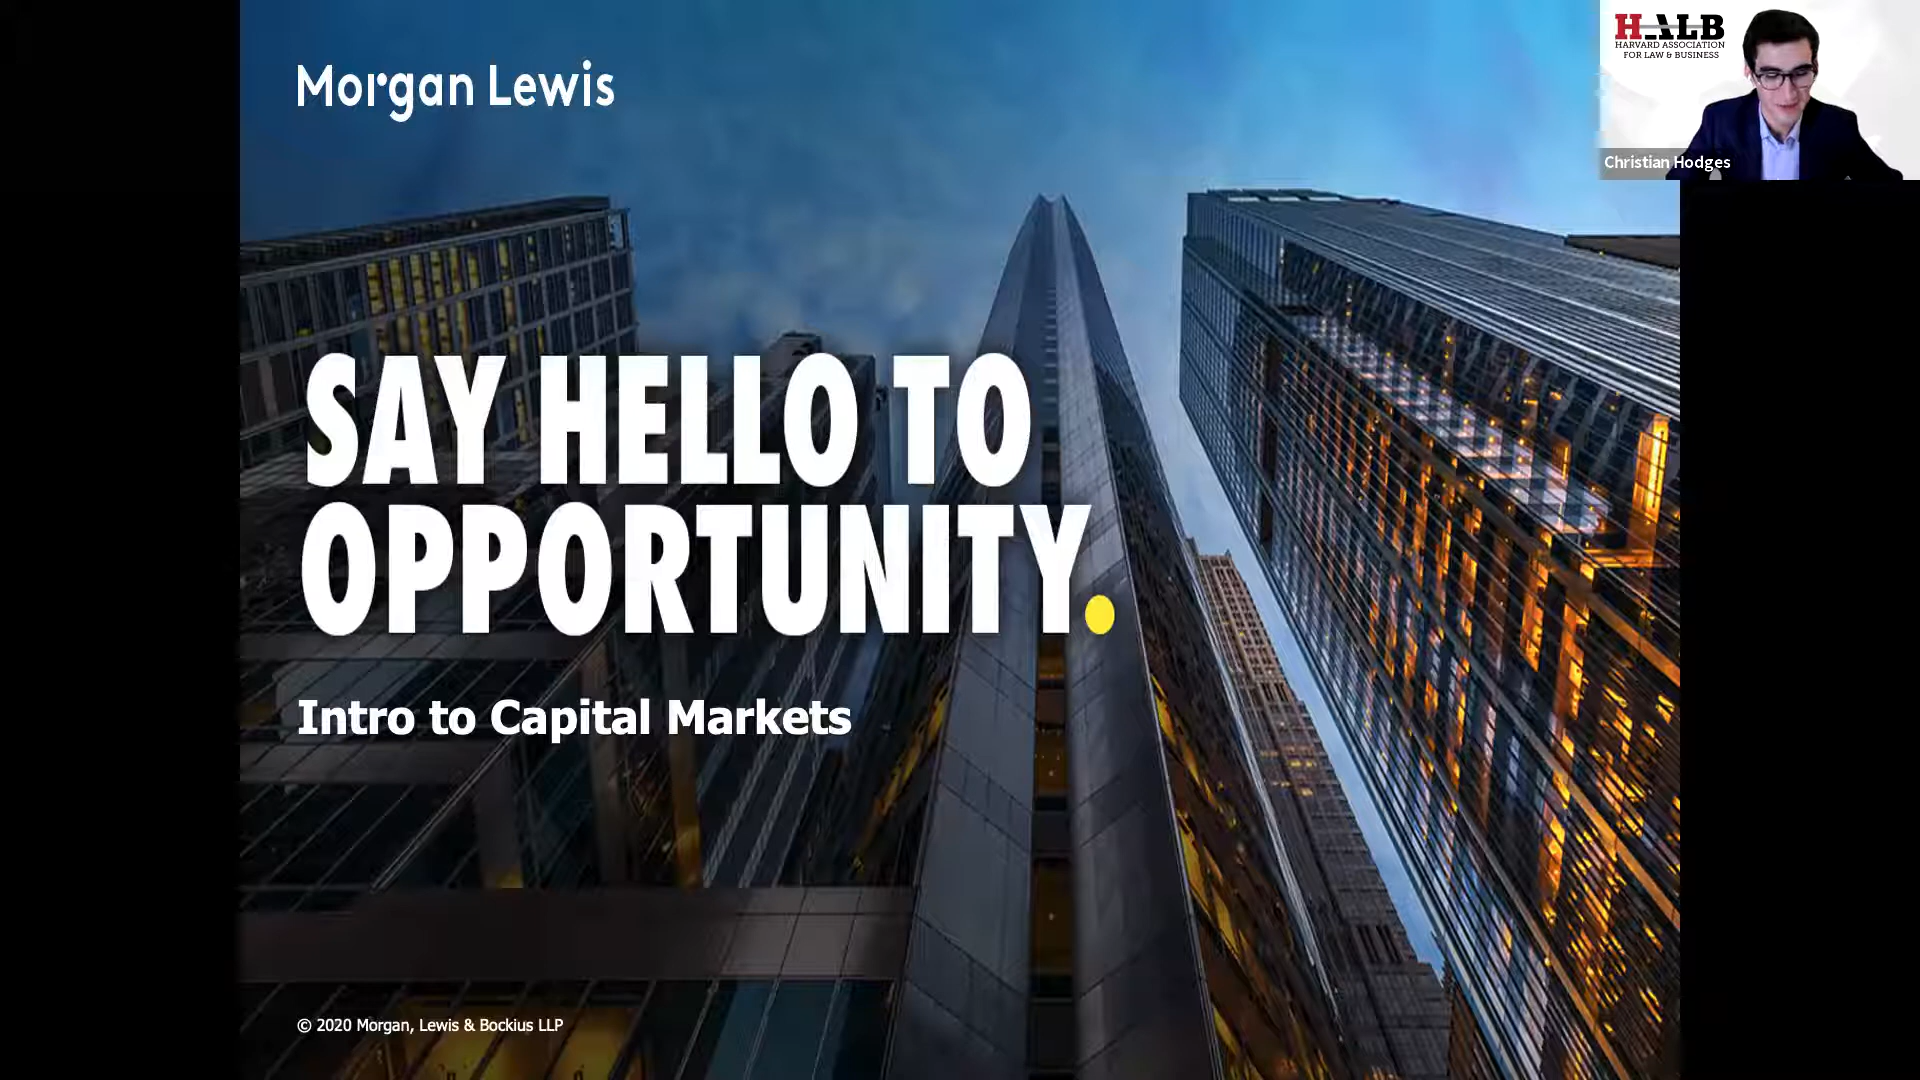 Morgan Lewis
HALB
HARVARD ASSOCIATION
FOR LAW & BUSINESS
Christian Hodges
SAY HELLO TO
OPPORTUNITY.
Intro to Capital Markets
© 2020 Morgan, Lewis & Bockius LLP